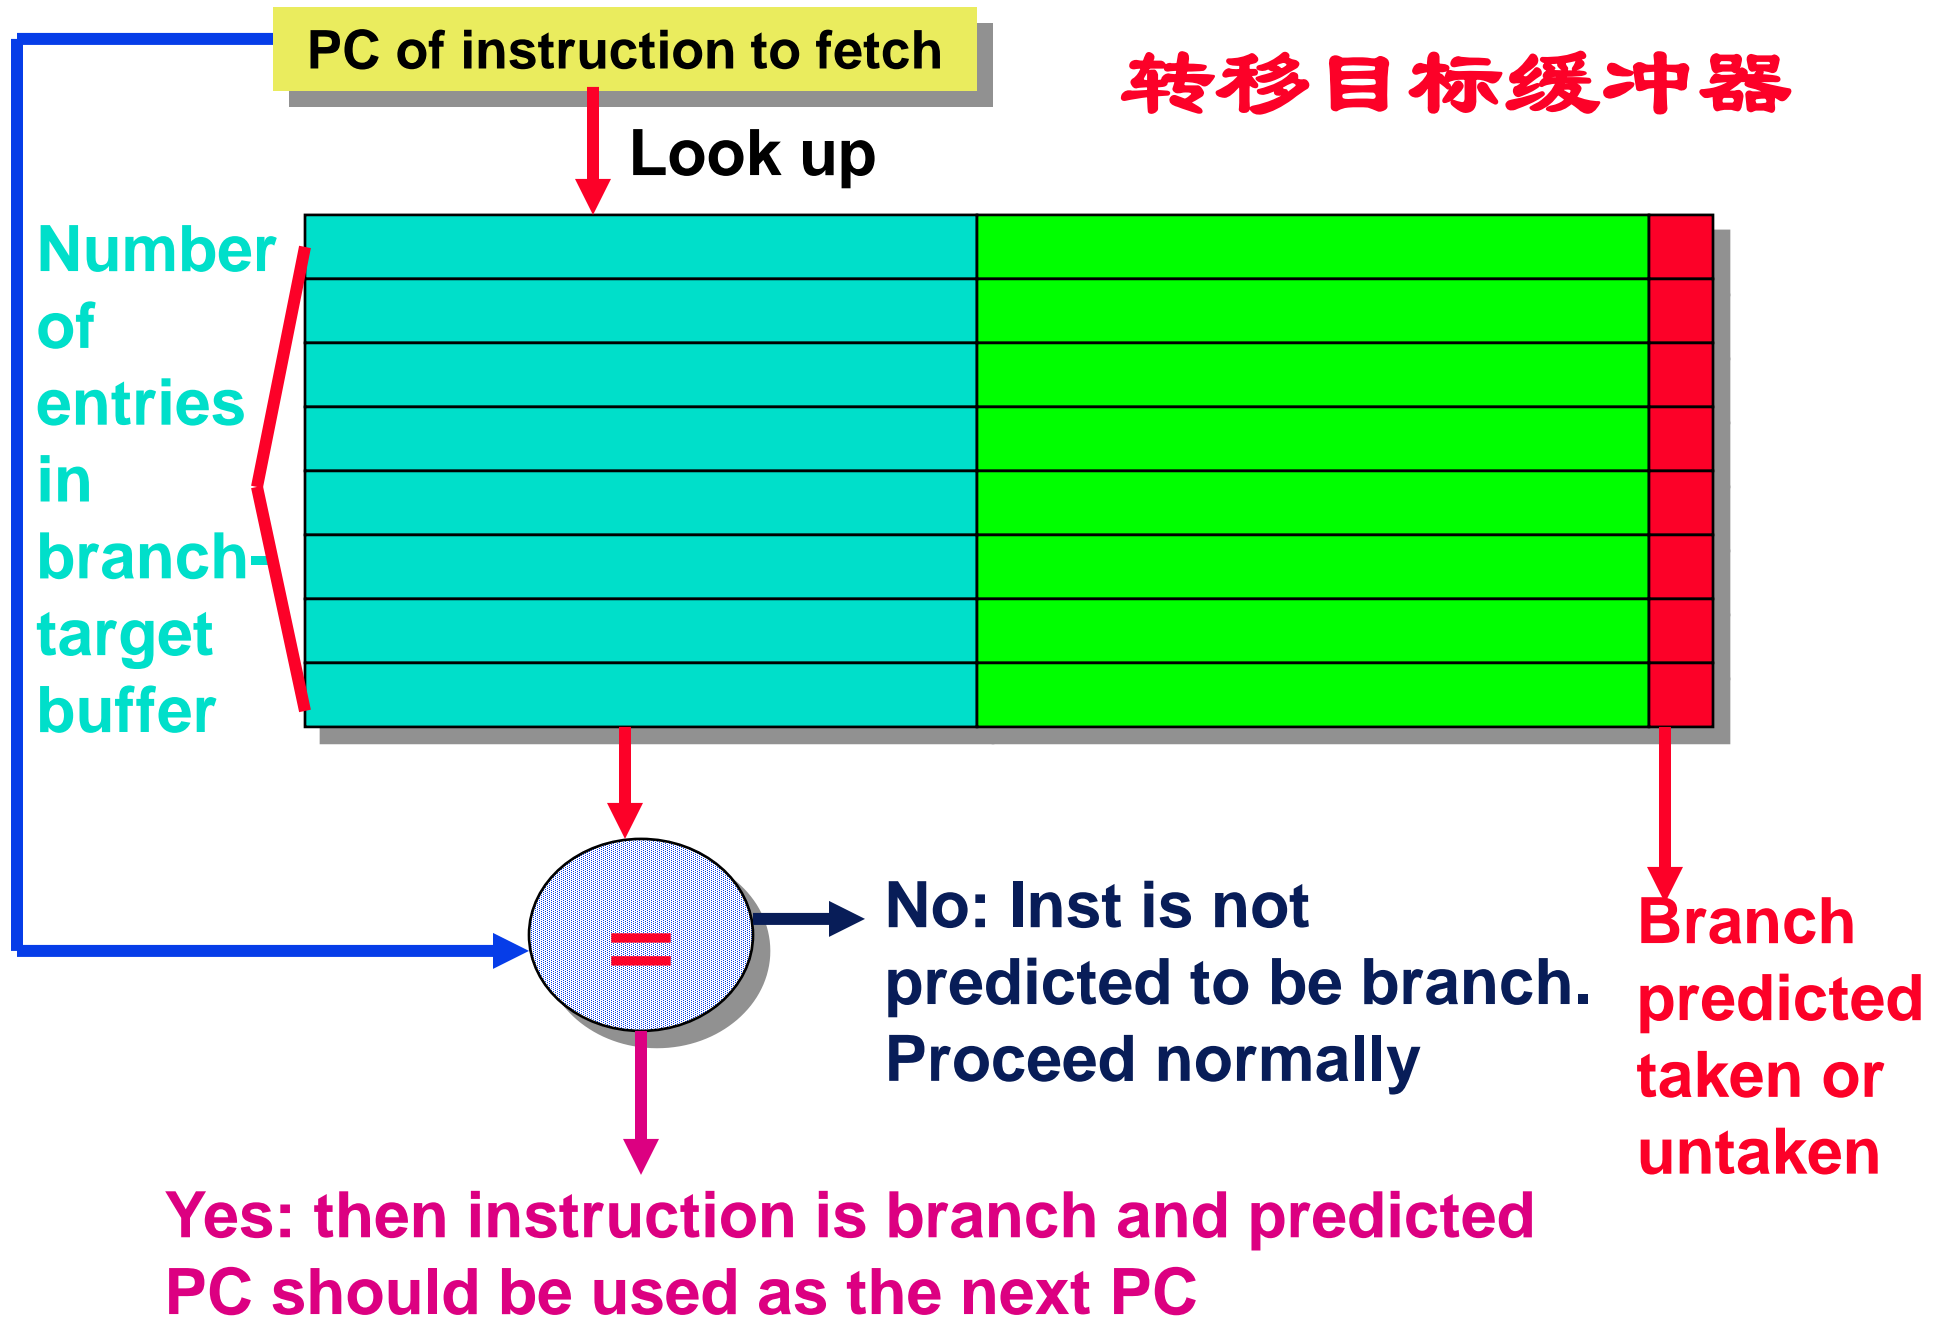 PC of instruction to fetch
转移目标缓冲器
Look up
Number
of
entries
in
branch-
target
buffer
=
No: Inst is not
predicted to be branch.
Proceed normally
Branch
predicted
taken or
untaken
Yes: then instruction is branch and predicted
PC should be used as the next PC